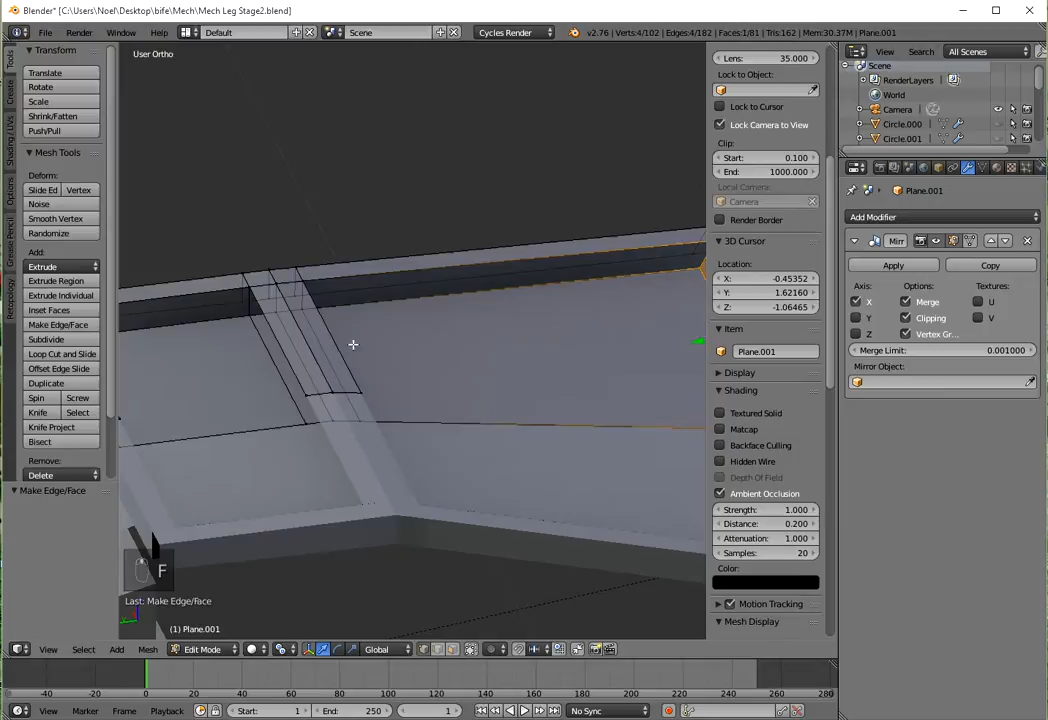 Blender* [C:\Users\Noel\Desktop\bife\Mech\Mech Leg Stage2.blend]
File Render Window Help Default Scene Cycles Render v2.76 | Verts:4/102 | Edges:4/182 | Faces:1/81 | Tris:162 | Mem:30.37M | Plane.001
Tools
Create
Shading/UVs
Options
Grease Pencil
Retopology
Transform
Translate
Rotate
Scale
Shrink/Fatten
Push/Pull
Mesh Tools
Deform:
Slide Ed Vertex
Noise
Smooth Vertex
Randomize
Add:
Extrude
Extrude Region
Extrude Individual
Inset Faces
Make Edge/Face
Subdivide
Loop Cut and Slide
Offset Edge Slide
Duplicate
Spin Screw
Knife Select
Knife Project
Bisect
Remove:
Delete
Make Edge/Face
User Ortho
F
Last: Make Edge/Face
(1) Plane.001
Lens: 35.000
Lock to Object:
Lock to Cursor
Lock Camera to View
Clip:
Start: 0.100
End: 1000.000
Local Camera:
Camera
Render Border
3D Cursor
Location:
X: -0.45352
Y: 1.62160
Z: -1.06465
Item
Plane.001
Display
Shading
Textured Solid
Matcap
Backface Culling
Hidden Wire
Depth Of Field
Ambient Occlusion
Strength: 1.000
Distance: 0.200
Attenuation: 1.000
Samples: 20
Color:
Motion Tracking
Mesh Display
View Search All Scenes
Scene
RenderLayers
World
Camera
Circle.000
Circle.001
Plane.001
Add Modifier
Mirr
Apply Copy
Axis: Options: Textures:
X Merge U
Y Clipping V
Z Vertex Gr...
Merge Limit: 0.001000
Mirror Object:
View Select Add Mesh Edit Mode Global
-40 -20 0 20 40 60 80 100 120 140 160 180 200 220 240 260 280
View Marker Frame Playback Start: 1 End: 250 1 No Sync